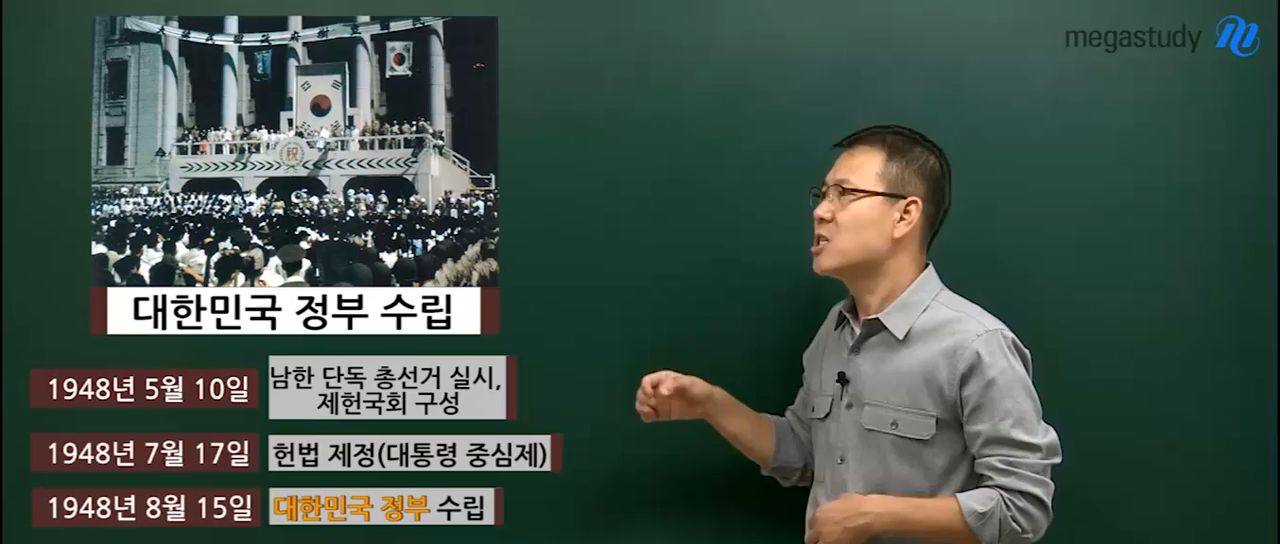 megastudy
祝
대한민국 정부 수립
1948년 5월 10일
남한 단독 총선거 실시,
제헌국회 구성
1948년 7월 17일
헌법 제정(대통령 중심제)
1948년 8월 15일
대한민국 정부 수립